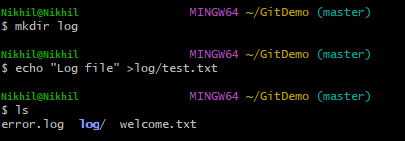 Nikhil@Nikhil MINGW64 ~/GitDemo (master)
$ mkdir log
Nikhil@Nikhil MINGW64 ~/GitDemo (master)
$ echo "Log file" >log/test.txt
Nikhil@Nikhil MINGW64 ~/GitDemo (master)
$ ls
error.log log/ welcome.txt